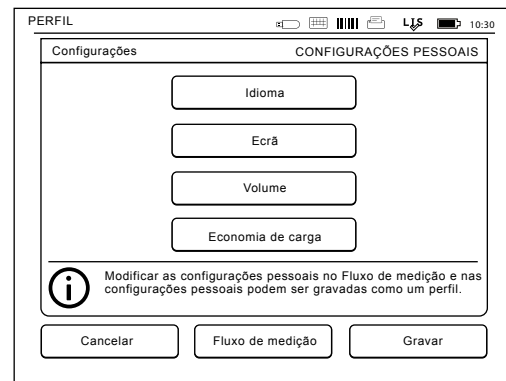 PERFIL
LIS
10:30
Configurações
CONFIGURAÇÕES PESSOAIS
Idioma
Ecrã
Volume
Economia de carga
Modificar as configurações pessoais no Fluxo de medição e nas
configurações pessoais podem ser gravadas como um perfil.
Cancelar
Fluxo de medição
Gravar